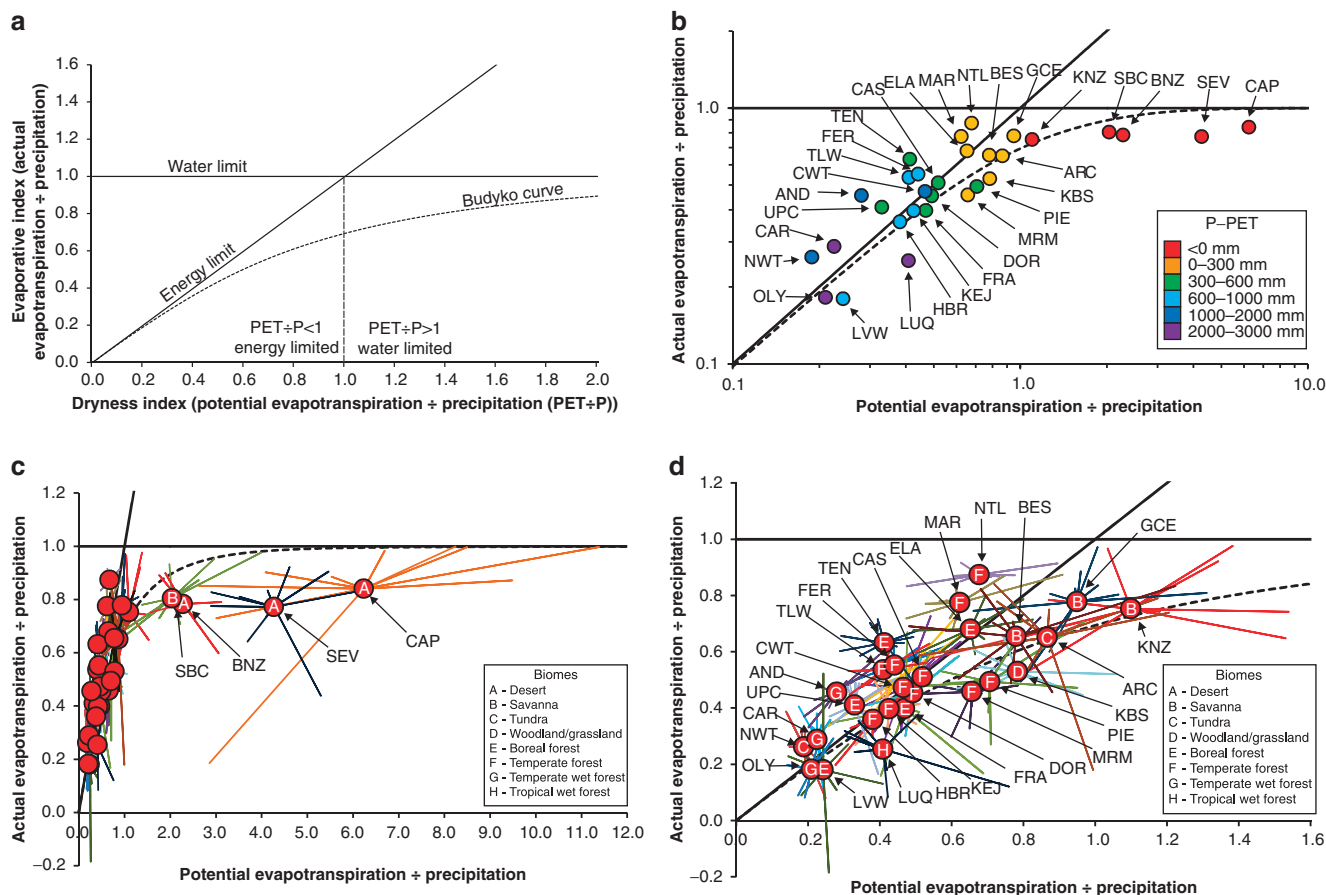 a
Evaporative index (actual
evapotranspiration ÷ precipitation)
1.6
1.4
1.2
1.0
0.8
0.6
0.4
0.2
0.0
Water limit
Energy limit
Budyko curve
PET÷P<1
energy limited
PET÷P>1
water limited
0.0 0.2 0.4 0.6 0.8 1.0 1.2 1.4 1.6 1.8 2.0
Dryness index (potential evapotranspiration ÷ precipitation (PET÷P))
b
Actual evapotranspiration ÷ precipitation
1.0
0.1
CAS
ELA
MAR
NTL
BES
GCE
KNZ
SBC
BNZ
SEV
CAP
TEN
FER
TLW
CWT
AND
UPC
CAR
NWT
OLY
LVW
LUQ
HBR
KEJ
FRA
DOR
MRM
PIE
KBS
ARC
P–PET
<0 mm
0–300 mm
300–600 mm
600–1000 mm
1000–2000 mm
2000–3000 mm
0.1 1.0 10.0
Potential evapotranspiration ÷ precipitation
c
Actual evapotranspiration ÷ precipitation
1.2
1.0
0.8
0.6
0.4
0.2
0.0
–0.2
B
A
A
A
SBC
BNZ
SEV
CAP
Biomes
A - Desert
B - Savanna
C - Tundra
D - Woodland/grassland
E - Boreal forest
F - Temperate forest
G - Temperate wet forest
H - Tropical wet forest
0.0 1.0 2.0 3.0 4.0 5.0 6.0 7.0 8.0 9.0 10.0 11.0 12.0
Potential evapotranspiration ÷ precipitation
d
Actual evapotranspiration ÷ precipitation
1.2
1.0
0.8
0.6
0.4
0.2
0.0
–0.2
NTL
BES
MAR
GCE
ELA
CAS
TEN
FER
TLW
CWT
AND
UPC
CAR
NWT
OLY
LVW
LUQ
HBR
KEJ
FRA
DOR
MRM
PIE
KBS
ARC
KNZ
F
F
B
B
E
E
B
C
F
F
F
D
F
G
F
F
F
E
F
E
F
G
C
H
G
E
Biomes
A - Desert
B - Savanna
C - Tundra
D - Woodland/grassland
E - Boreal forest
F - Temperate forest
G - Temperate wet forest
H - Tropical wet forest
0 0.2 0.4 0.6 0.8 1.0 1.2 1.4 1.6
Potential evapotranspiration ÷ precipitation